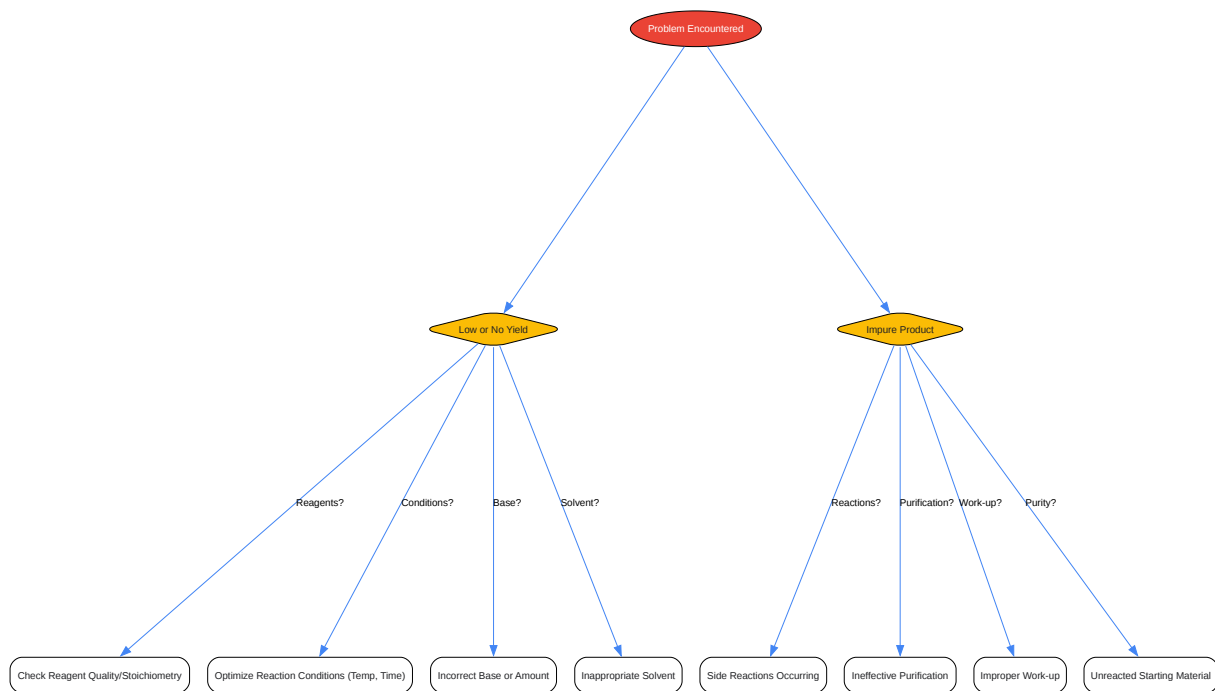 Problem Encountered
Low or No Yield
Impure Product
Reagents?
Conditions?
Base?
Solvent?
Reactions?
Purification?
Work-up?
Purity?
Check Reagent Quality/Stoichiometry
Optimize Reaction Conditions (Temp, Time)
Incorrect Base or Amount
Inappropriate Solvent
Side Reactions Occurring
Ineffective Purification
Improper Work-up
Unreacted Starting Material